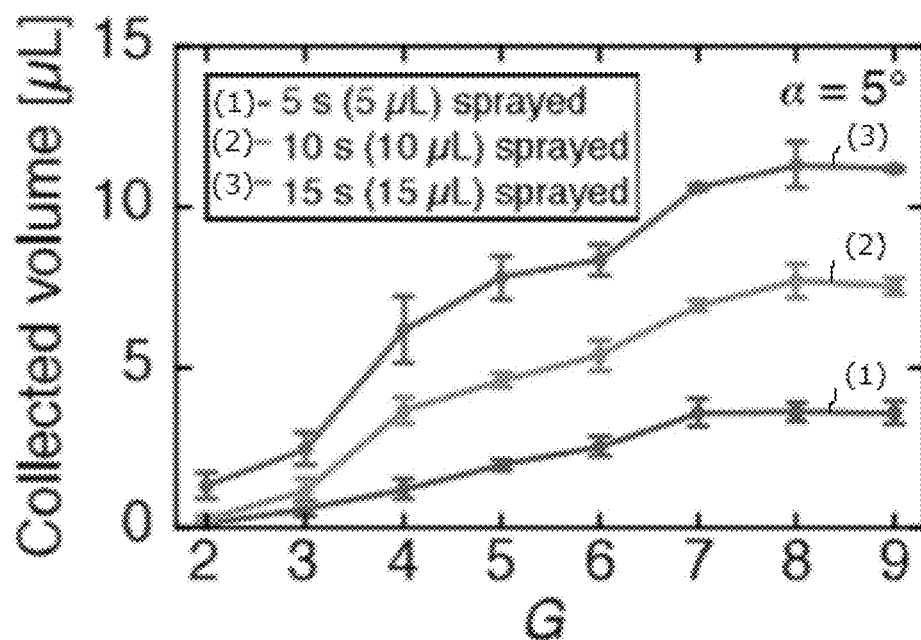 Collected volume [μL]
15
10
5
0
(1)- 5 s (5 μL) sprayed
(2)- 10 s (10 μL) sprayed
(3)- 15 s (15 μL) sprayed
α = 5°
(3)
(2)
(1)
2 3 4 5 6 7 8 9
G